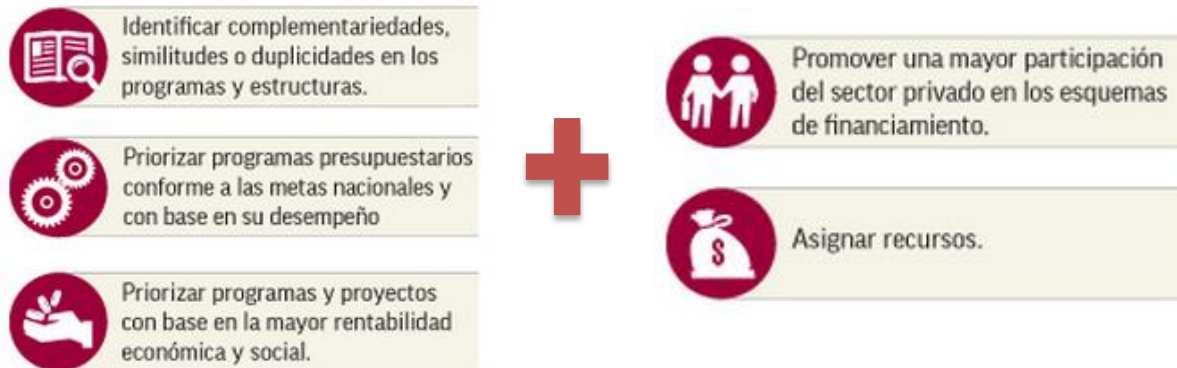 Identificar complementariedades,
similitudes o duplicidades en los
programas y estructuras.
Priorizar programas presupuestarios
conforme a las metas nacionales y
con base en su desempeño
Priorizar programas y proyectos
con base en la mayor rentabilidad
económica y social.
Promover una mayor participación
del sector privado en los esquemas
de financiamiento.
$
Asignar recursos.